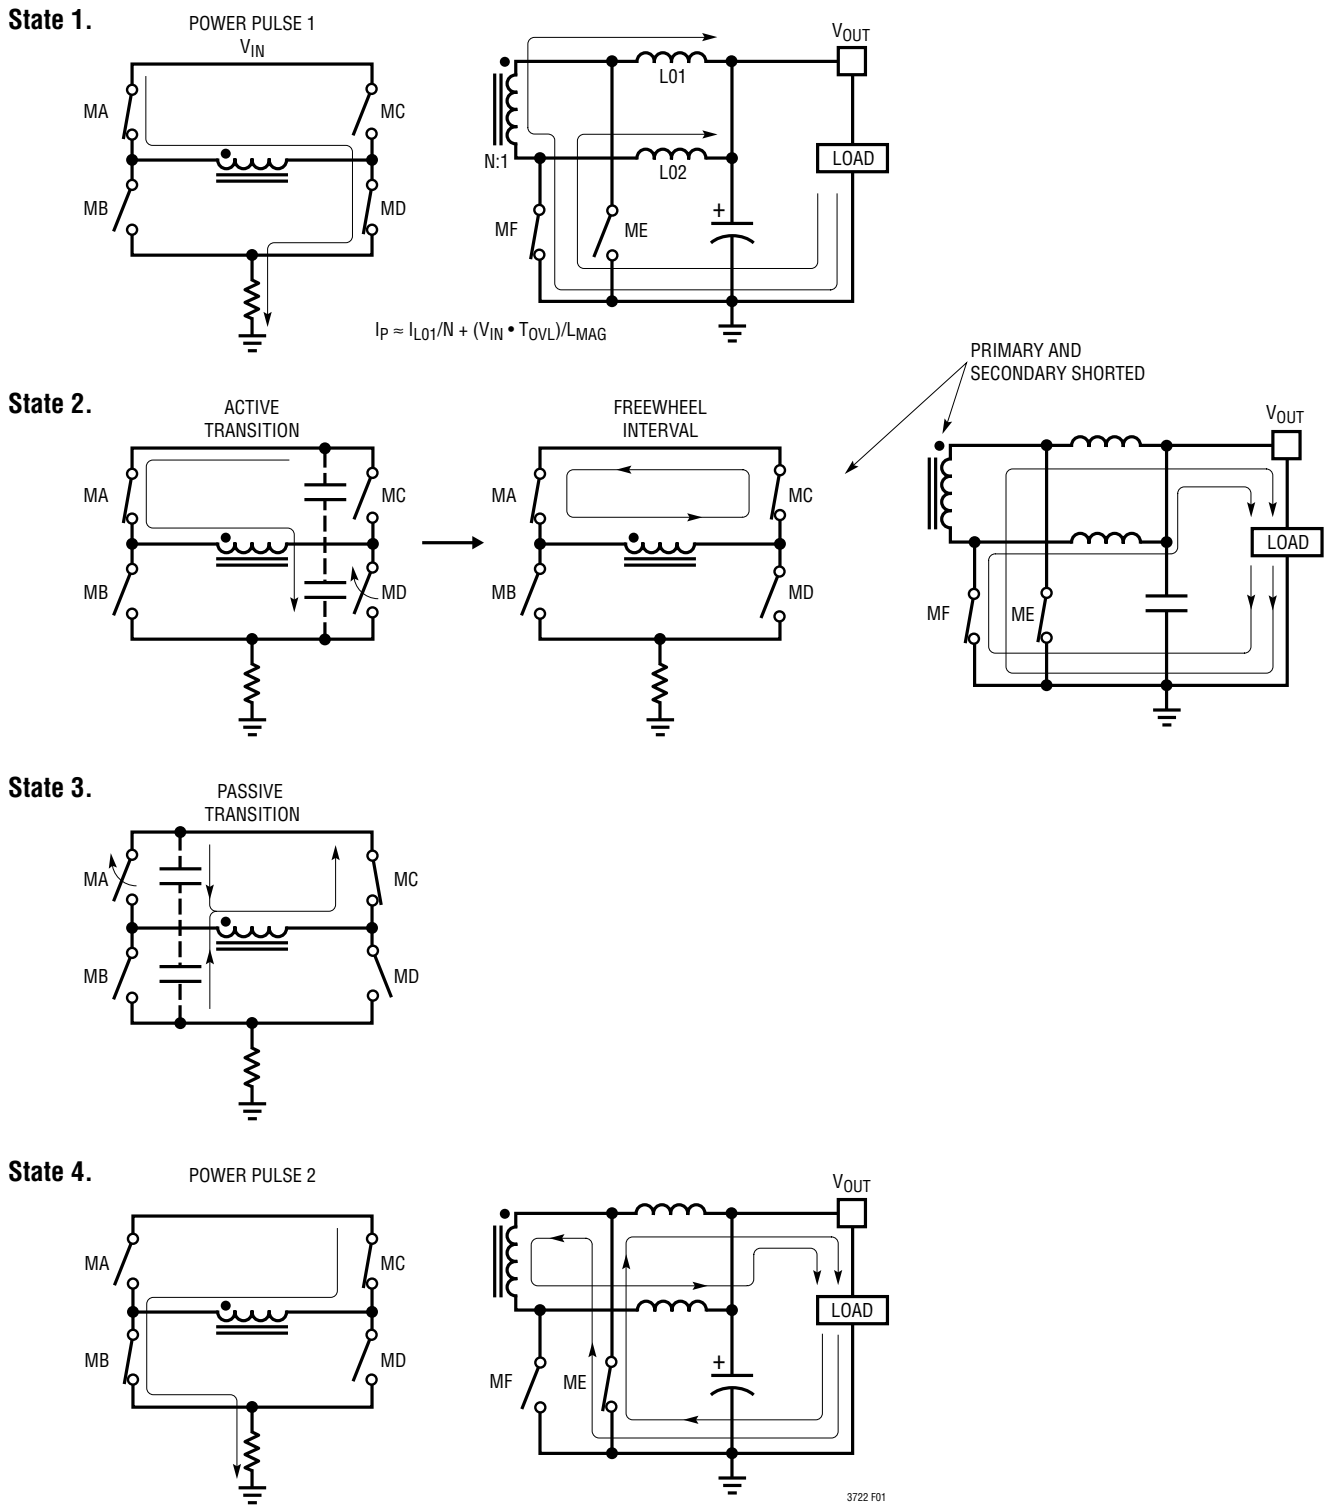 State 1.
POWER PULSE 1
VIN
MA
MC
MB
MD
VOUT
L01
N:1
L02
LOAD
MF
ME
+
IP ≈ IL01/N + (VIN • TOVL)/LMAG
PRIMARY AND
SECONDARY SHORTED
State 2.
ACTIVE
TRANSITION
MA
MC
MB
MD
FREEWHEEL
INTERVAL
MA
MC
MB
MD
VOUT
LOAD
MF
ME
State 3.
PASSIVE
TRANSITION
MA
MC
MB
MD
State 4.
POWER PULSE 2
MA
MC
MB
MD
VOUT
LOAD
MF
ME
+
3722 F01